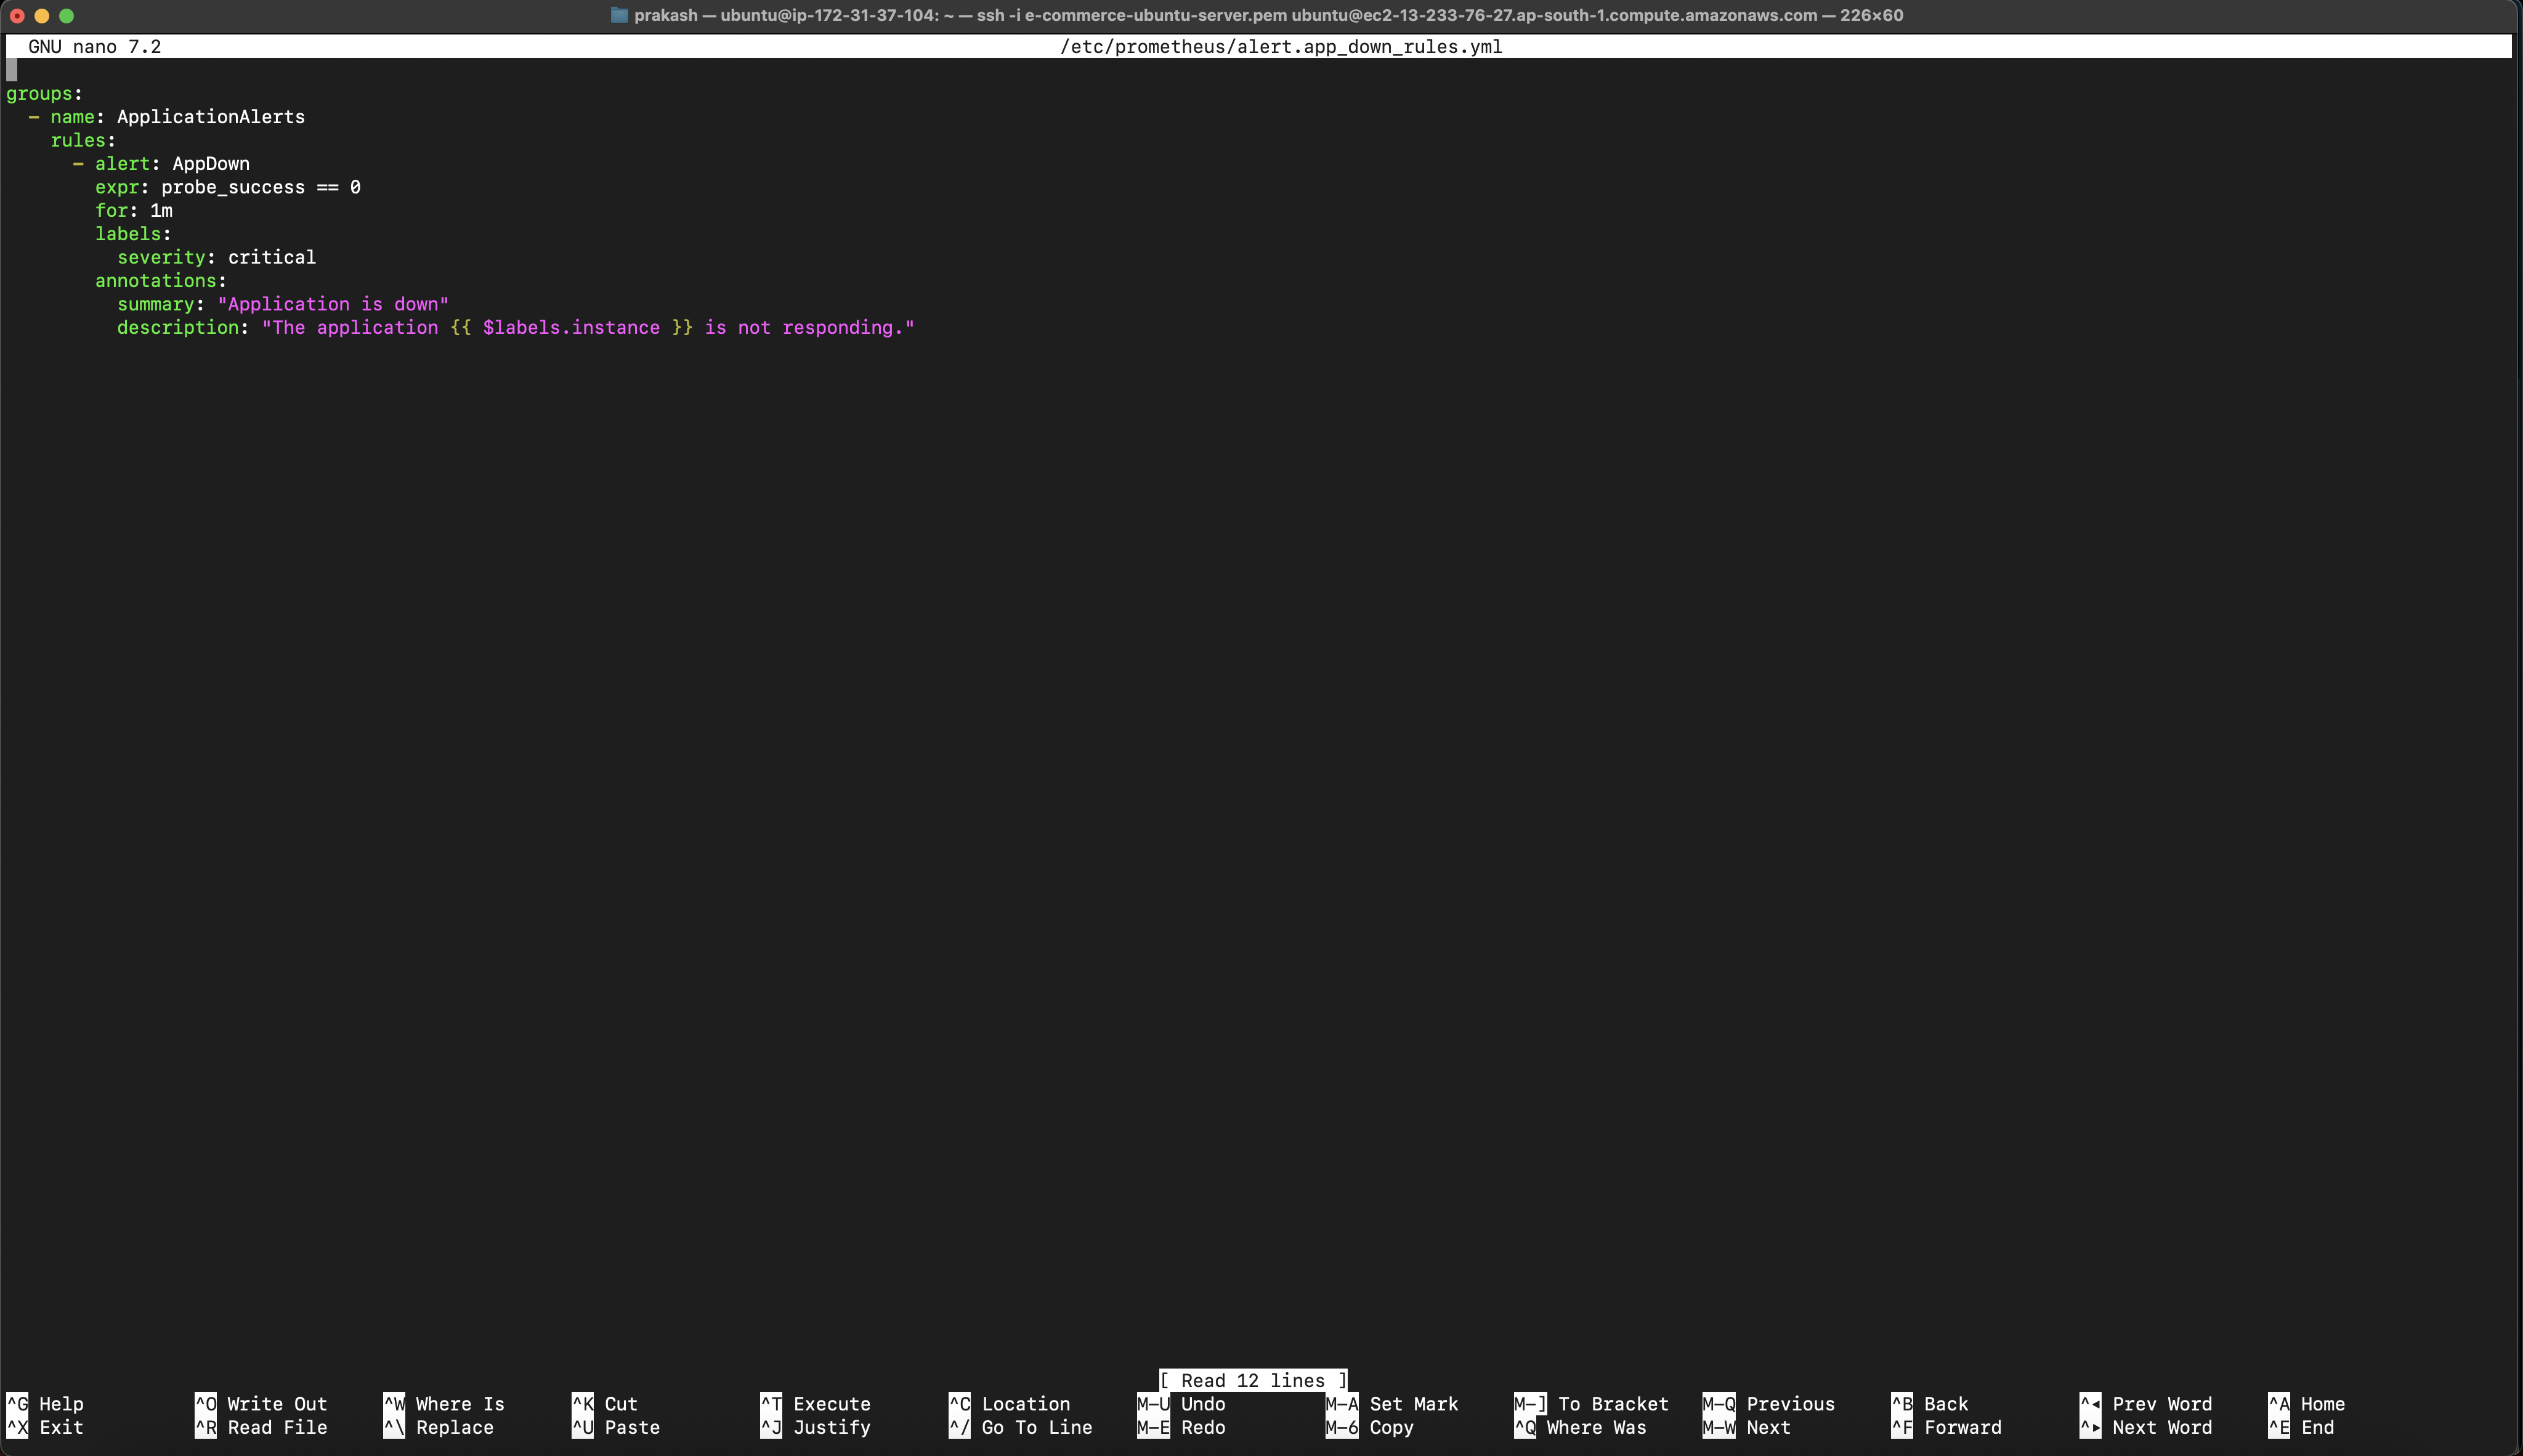 prakash — ubuntu@ip-172-31-37-104: ~ — ssh -i e-commerce-ubuntu-server.pem ubuntu@ec2-13-233-76-27.ap-south-1.compute.amazonaws.com — 226×60
GNU nano 7.2 /etc/prometheus/alert.app_down_rules.yml
groups:
  - name: ApplicationAlerts
    rules:
      - alert: AppDown
        expr: probe_success == 0
        for: 1m
        labels:
          severity: critical
        annotations:
          summary: "Application is down"
          description: "The application {{ $labels.instance }} is not responding."
[ Read 12 lines ]
^G Help ^O Write Out ^W Where Is ^K Cut ^T Execute ^C Location M-U Undo M-A Set Mark M-] To Bracket M-Q Previous ^B Back ^◂ Prev Word ^A Home
^X Exit ^R Read File ^\ Replace ^U Paste ^J Justify ^/ Go To Line M-E Redo M-6 Copy ^Q Where Was M-W Next ^F Forward ^▸ Next Word ^E End